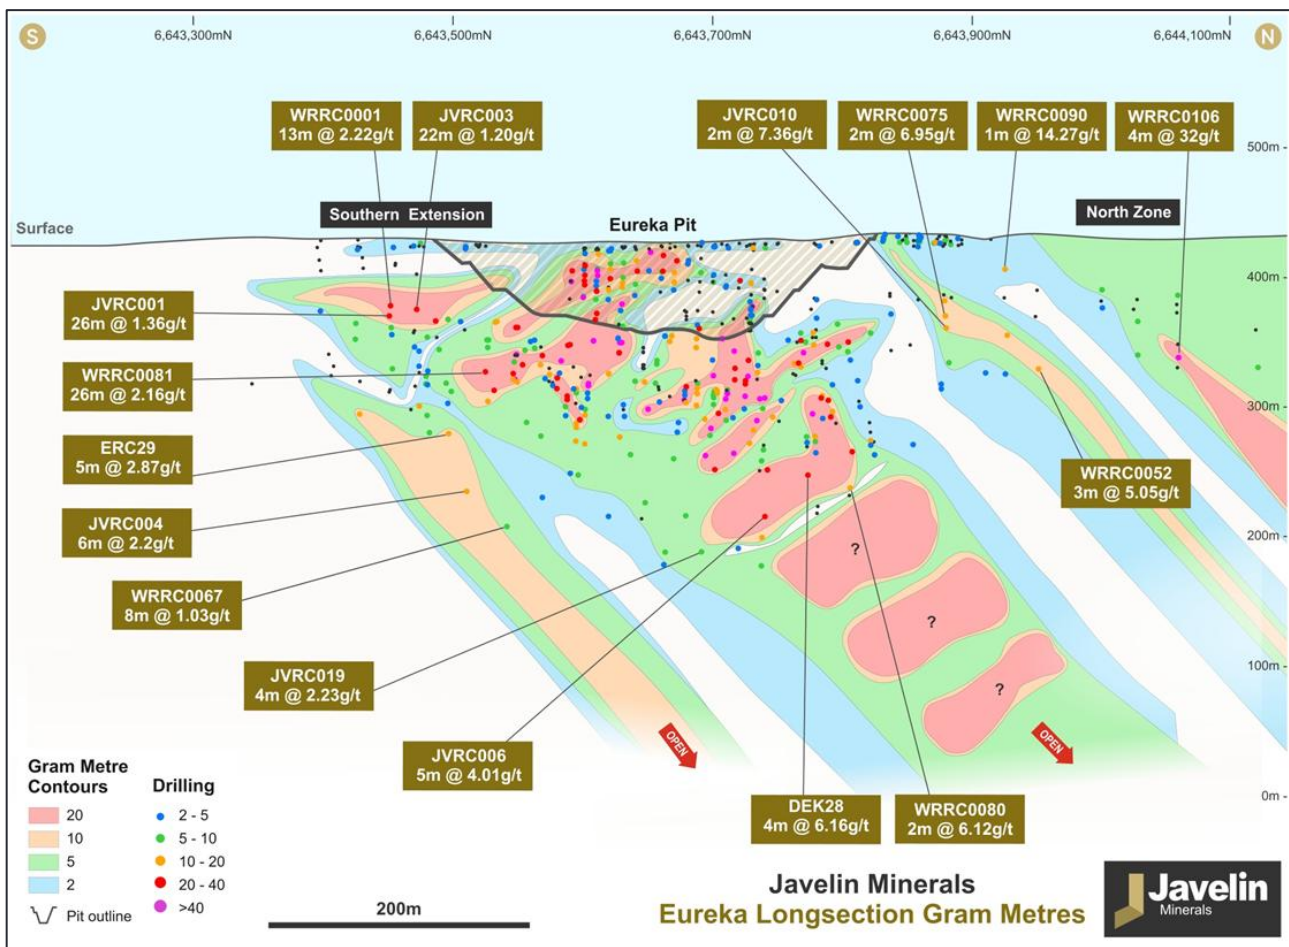 S
6,643,300mN
6,643,500mN
6,643,700mN
6,643,900mN
6,644,100mN
N
WRRC0001
13m @ 2.22g/t
JVRC003
22m @ 1.20g/t
JVRC010
2m @ 7.36g/t
WRRC0075
2m @ 6.95g/t
WRRC0090
1m @ 14.27g/t
WRRC0106
4m @ 32g/t
500m
Surface
Southern Extension
Eureka Pit
North Zone
400m
JVRC001
26m @ 1.36g/t
WRRC0081
26m @ 2.16g/t
300m
ERC29
5m @ 2.87g/t
WRRC0052
3m @ 5.05g/t
JVRC004
6m @ 2.2g/t
200m
?
WRRC0067
8m @ 1.03g/t
?
JVRC019
4m @ 2.23g/t
100m
?
OPEN
OPEN
JVRC006
5m @ 4.01g/t
0m
DEK28
4m @ 6.16g/t
WRRC0080
2m @ 6.12g/t
Gram Metre
Contours
20
10
5
2
Pit outline
Drilling
2 - 5
5 - 10
10 - 20
20 - 40
>40
200m
Javelin Minerals
Eureka Longsection Gram Metres
Javelin
Minerals